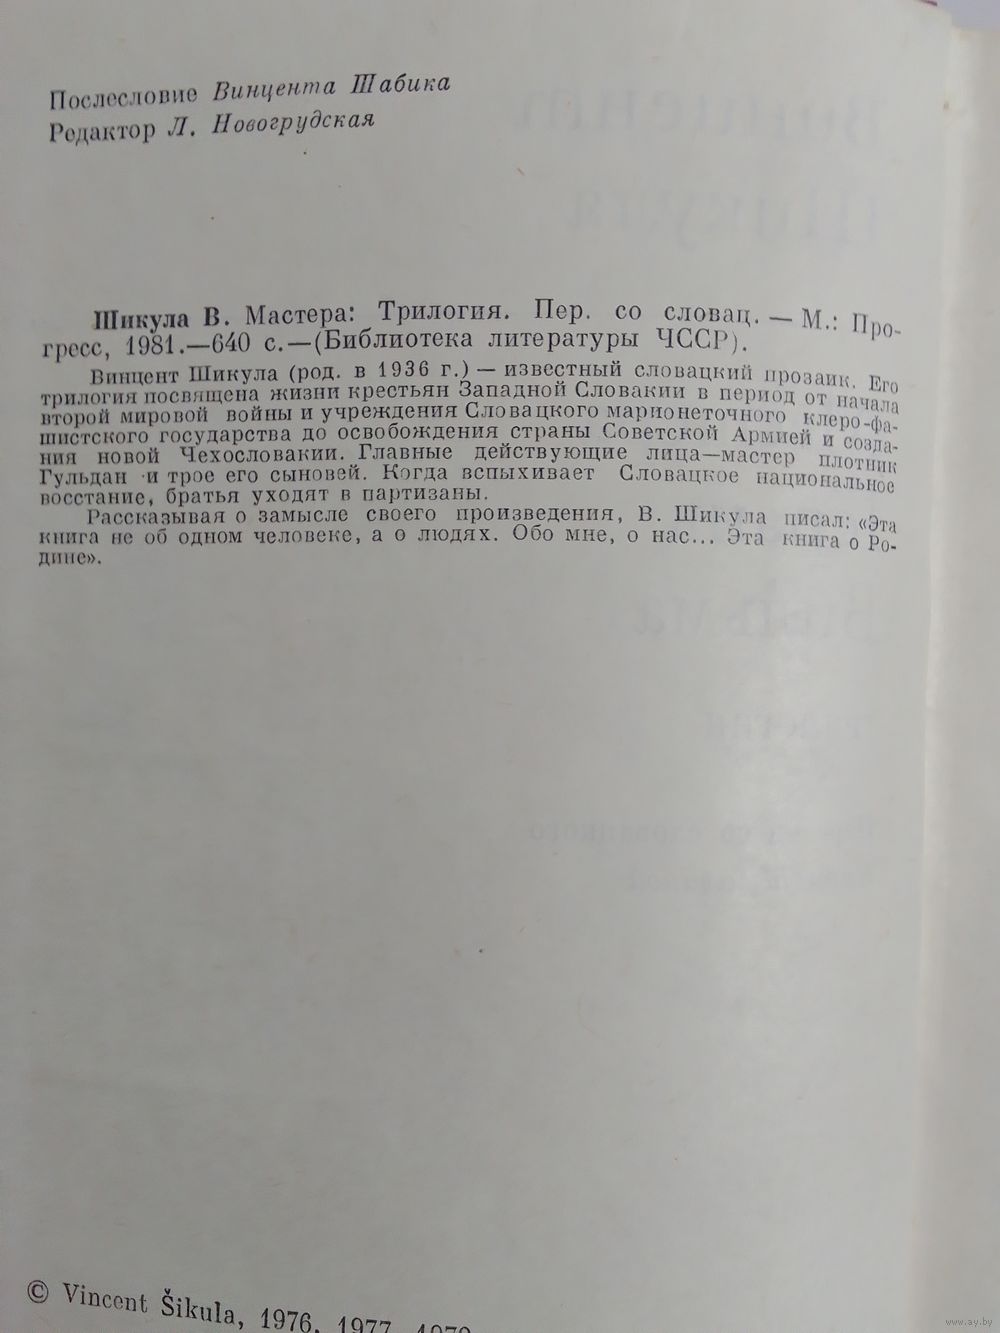 Послесловие Винцента Шабика
Редактор Л. Новогрудская
Шикула В. Мастера: Трилогия. Пер. со словац. — М.: Про-
гресс, 1981.—640 с.—(Библиотека литературы ЧССР).
Винцент Шикула (род. в 1936 г.) — известный словацкий прозаик. Его
трилогия посвящена жизни крестьян Западной Словакии в период от начала
второй мировой войны и учреждения Словацкого марионеточного клеро-фа-
шистского государства до освобождения страны Советской Армией и созда-
ния новой Чехословакии. Главные действующие лица—мастер плотник
Гульдан и трое его сыновей. Когда вспыхивает Словацкое национальное
восстание, братья уходят в партизаны.
Рассказывая о замысле своего произведения, В. Шикула писал: «Эта
книга не об одном человеке, а о людях. Обо мне, о нас... Эта книга о Ро-
дине».
© Vincent Šikula, 1976, 1977,
www.ay.by